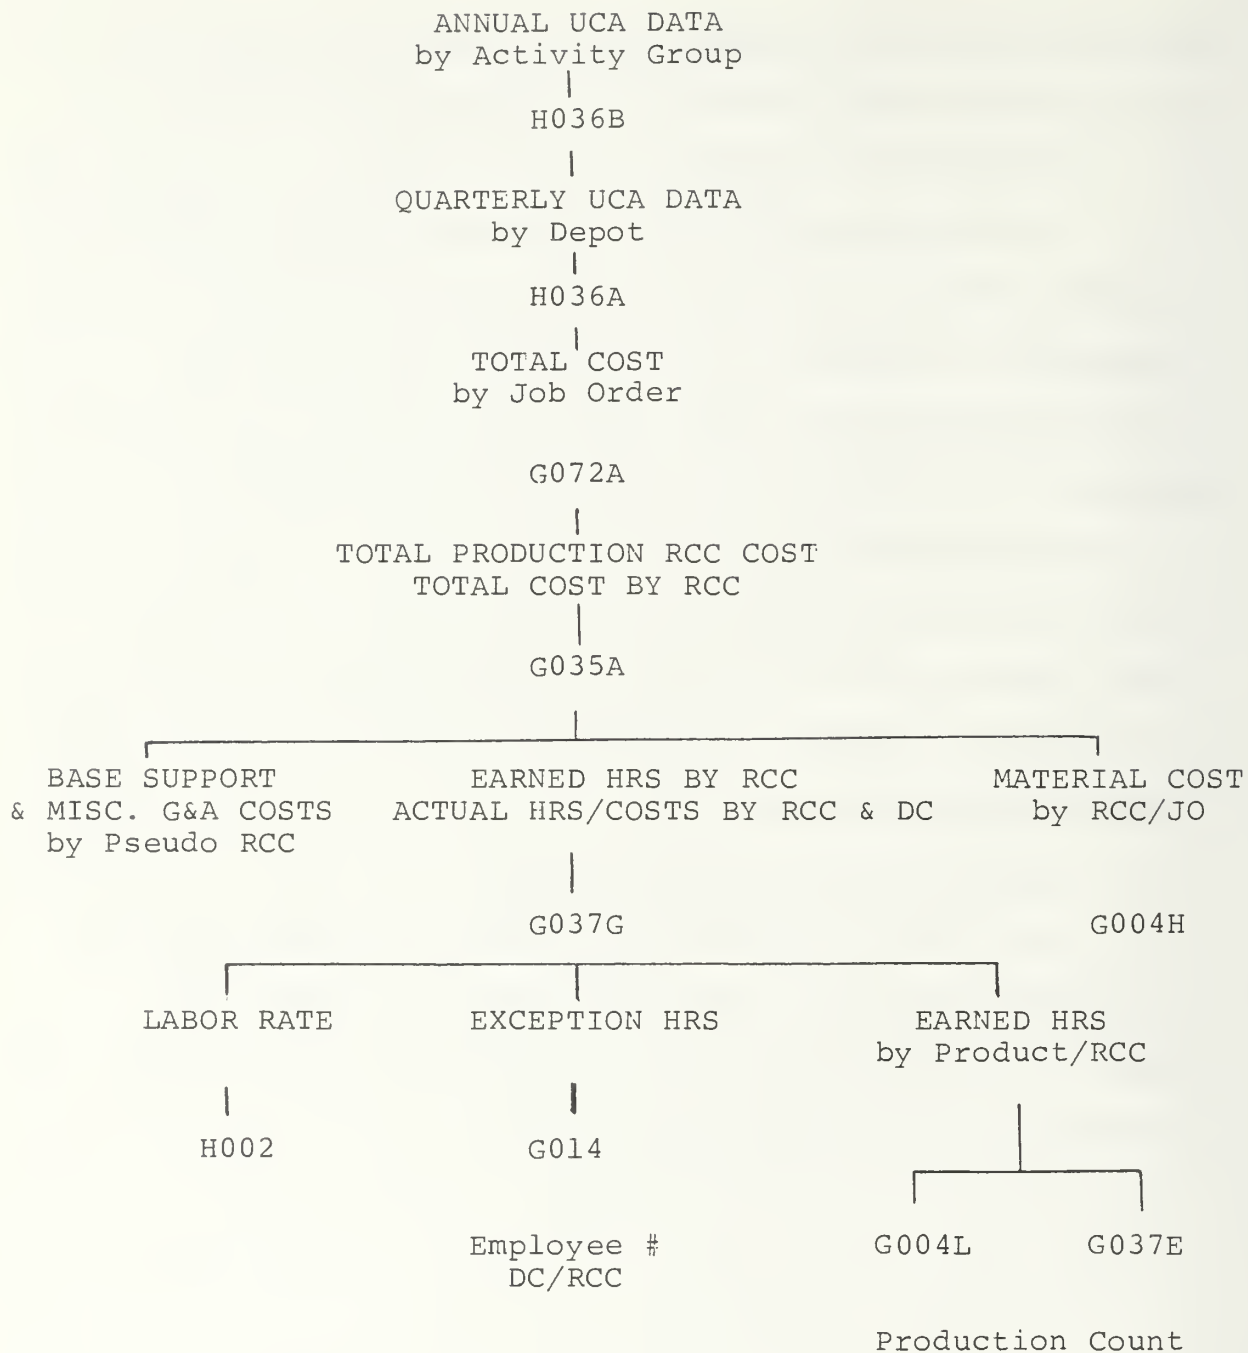 ANNUAL UCA DATA
by Activity Group
H036B
QUARTERLY UCA DATA
by Depot
H036A
TOTAL COST
by Job Order
G072A
TOTAL PRODUCTION RCC COST
TOTAL COST BY RCC
G035A
BASE SUPPORT
& MISC. G&A COSTS
by Pseudo RCC
EARNED HRS BY RCC
ACTUAL HRS/COSTS BY RCC & DC
MATERIAL COST
by RCC/JO
G037G
G004H
LABOR RATE
EXCEPTION HRS
EARNED HRS
by Product/RCC
H002
G014
Employee #
DC/RCC
G004L
G037E
Production Count